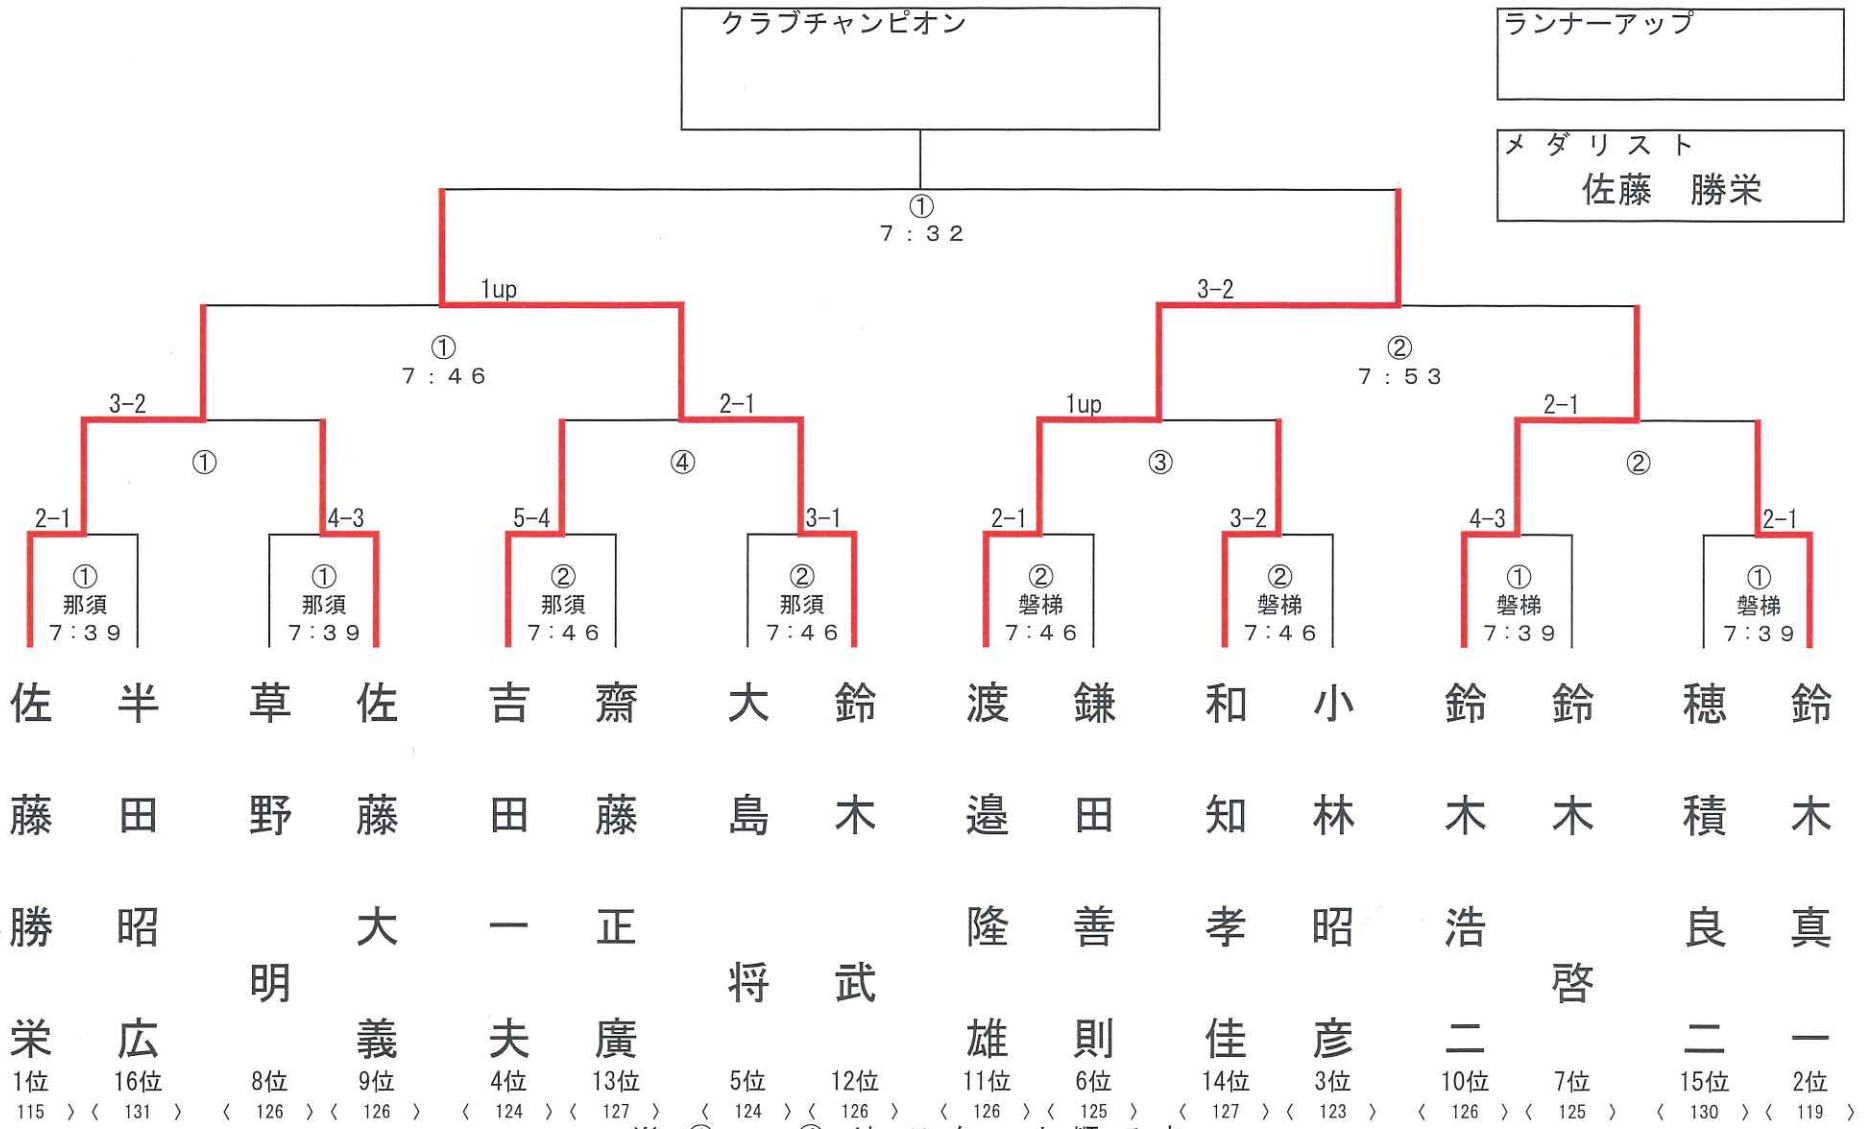 クラブチャンピオン
ランナーアップ
メダリスト
佐藤 勝栄
①
7:32
1up
3-2
①
7:46
②
7:53
3-2
2-1
1up
2-1
①
④
③
②
2-1
4-3
5-4
3-1
2-1
3-2
4-3
2-1
①
那須
7:39
①
那須
7:39
②
那須
7:46
②
那須
7:46
②
磐梯
7:46
②
磐梯
7:46
①
磐梯
7:39
①
磐梯
7:39
佐藤勝栄
半田昭広
草野明
佐藤大義
吉田一夫
齋藤正廣
大島将
鈴木武
渡邉隆雄
鎌田善則
和知孝佳
小林昭彦
鈴木浩二
鈴木啓
穂積良二
鈴木真一
1位 16位 8位 9位 4位 13位 5位 12位 11位 6位 14位 3位 10位 7位 15位 2位
115 〉〈 131 〉 〈 126 〉〈 126 〉 〈 124 〉〈 127 〉 〈 124 〉〈 126 〉 〈 126 〉〈 125 〉 〈 127 〉〈 123 〉 〈 126 〉〈 125 〉 〈 130 〉〈 119 〉